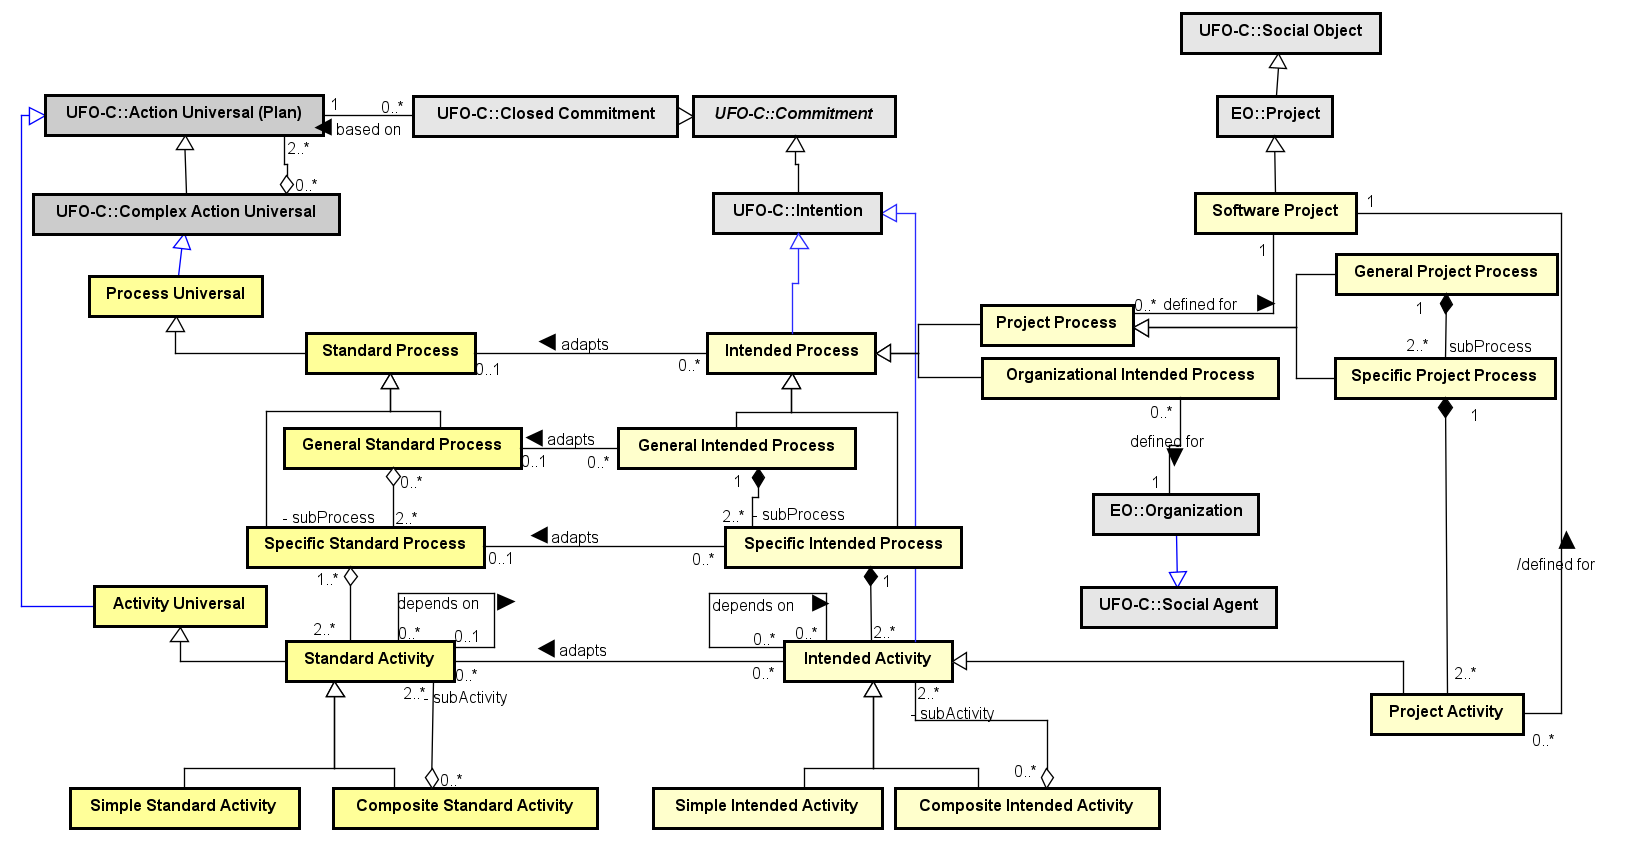 UFO-C::Social Object
UFO-C::Action Universal (Plan)
1
0..*
based on
UFO-C::Closed Commitment
UFO-C::Commitment
EO::Project
2..*
0..*
UFO-C::Complex Action Universal
UFO-C::Intention
Software Project
1
1
Process Universal
General Project Process
1
0..*
defined for
Project Process
Standard Process
adapts
0..1
0..*
Intended Process
2..*
subProcess
Organizational Intended Process
Specific Project Process
1
0..*
defined for
1
General Standard Process
adapts
0..1
0..*
General Intended Process
0..*
1
- subProcess
2..*
2..*
- subProcess
EO::Organization
Specific Standard Process
adapts
0..1
0..*
Specific Intended Process
/defined for
1..*
1
Activity Universal
depends on
depends on
UFO-C::Social Agent
2..*
0..*
0..1
0..*
0..*
2..*
Standard Activity
adapts
0..*
0..*
Intended Activity
2..*
2..*
- subActivity
2..*
- subActivity
Project Activity
0..*
0..*
0..*
Simple Standard Activity
Composite Standard Activity
Simple Intended Activity
Composite Intended Activity